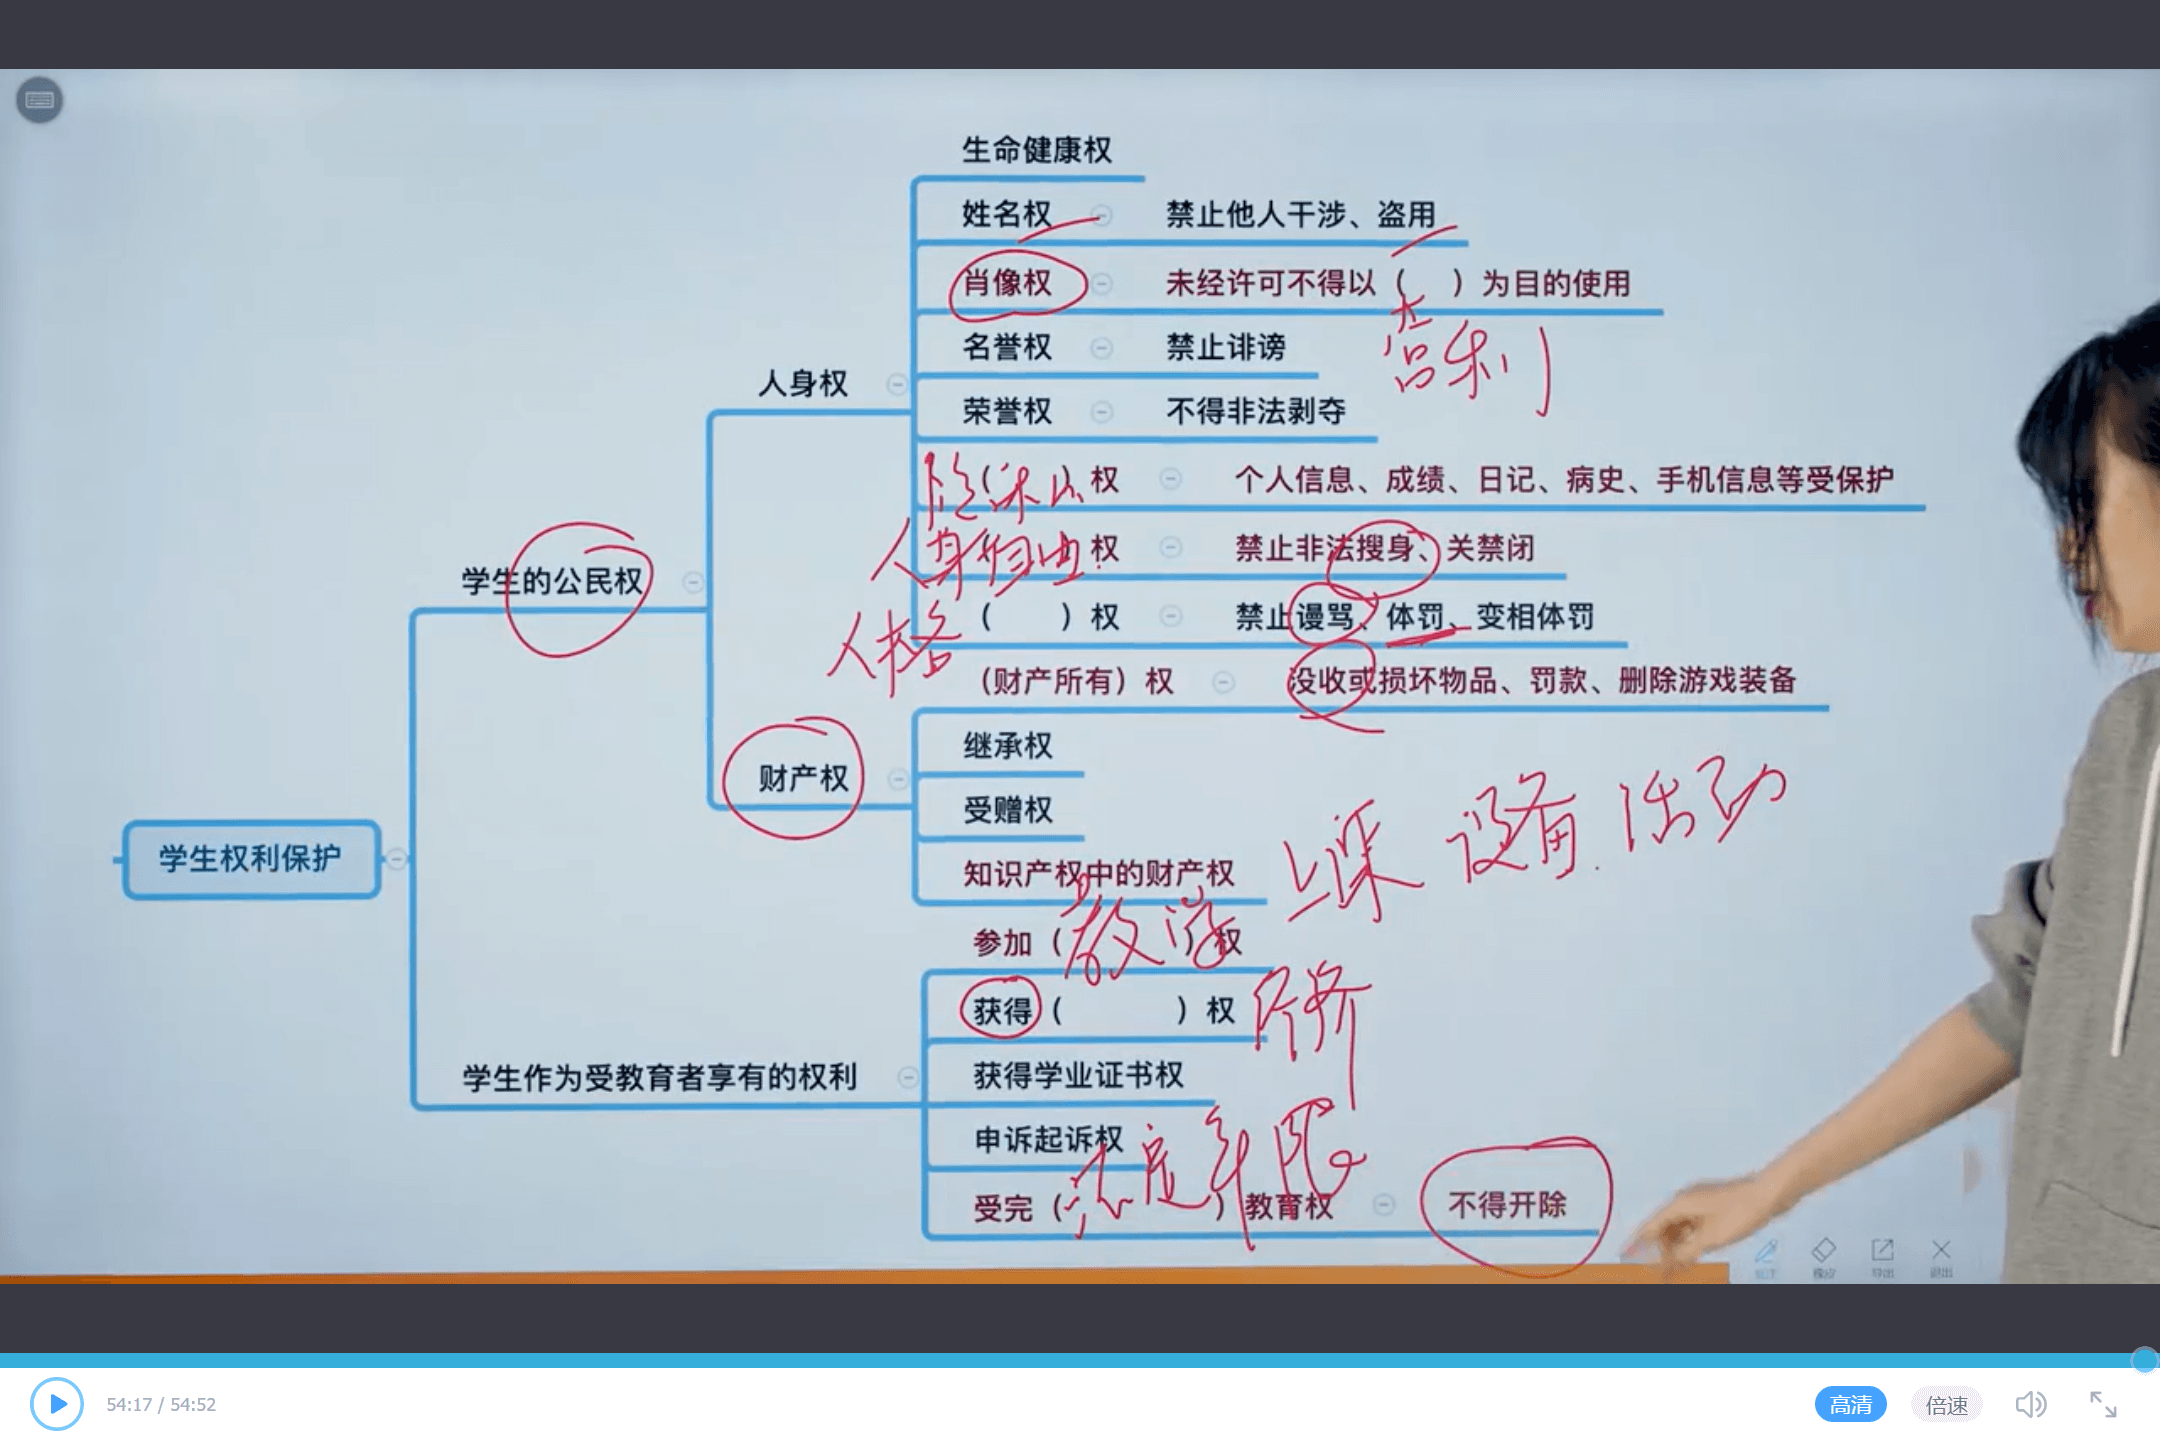 生命健康权
姓名权 禁止他人干涉、盗用
肖像权 未经许可不得以（ ）为目的使用
营利
名誉权 禁止诽谤
人身权
荣誉权 不得非法剥夺
（隐私）权 个人信息、成绩、日记、病史、手机信息等受保护
（人身自由）权 禁止非法搜身、关禁闭
学生的公民权
人格（ ）权 禁止谩骂、体罚、变相体罚
（财产所有）权 没收或损坏物品、罚款、删除游戏装备
继承权
财产权
受赠权
上课 设备 活动
学生权利保护
知识产权中的财产权
参加（教学）权
获得（ ）权 评价
学生作为受教育者享有的权利
获得学业证书权
申诉起诉权
受完（法定年限）教育权 不得开除
批注 橡皮 导出 退出
54:17 / 54:52 高清 倍速